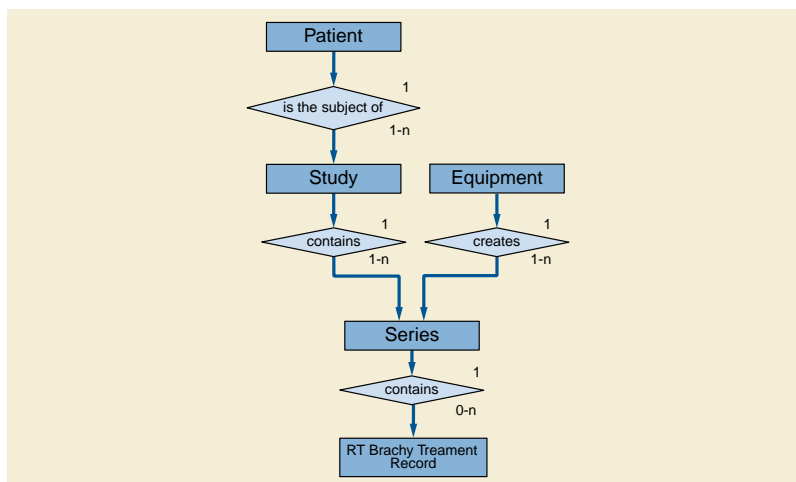 Patient
1
is the subject of
1-n
Study
Equipment
1
1
contains
creates
1-n
1-n
Series
1
contains
0-n
RT Brachy Treament
Record